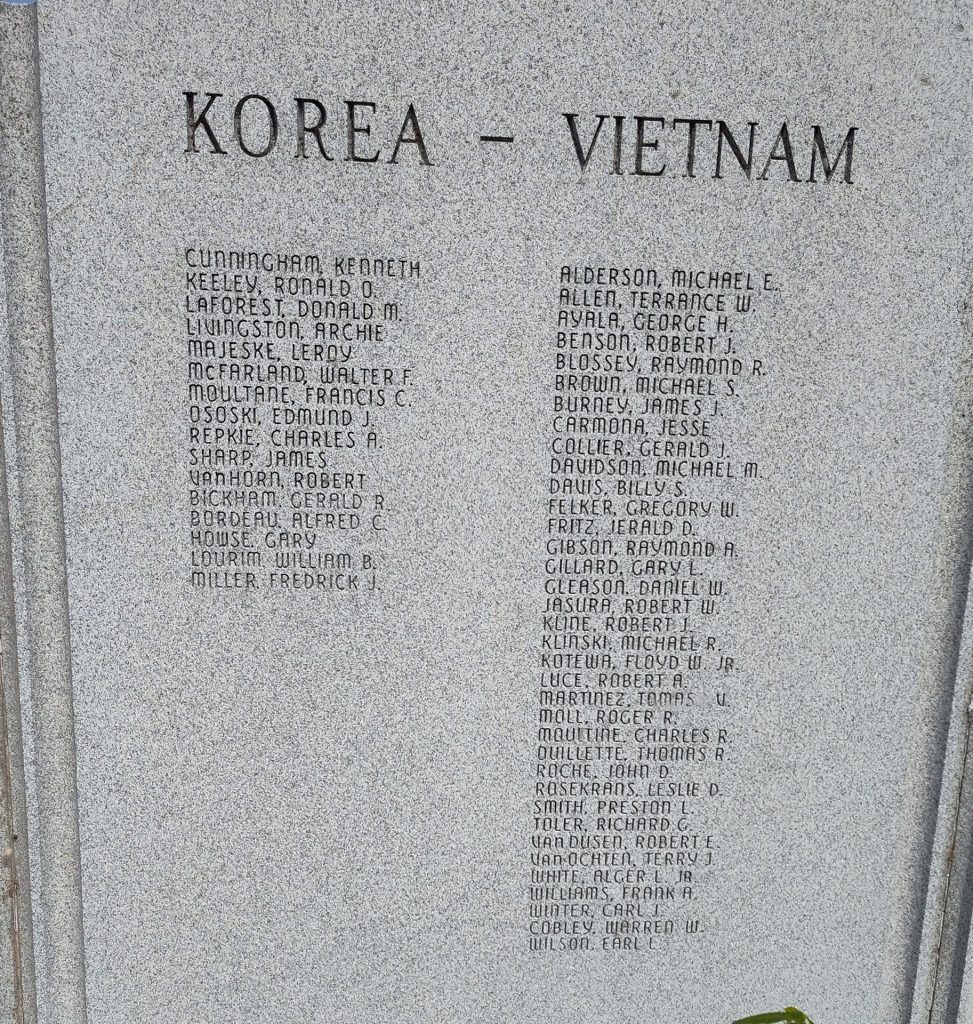 KOREA - VIETNAM
CUNNINGHAM, KENNETH
KEELEY, RONALD O.
LAFOREST, DONALD M.
LIVINGSTON, ARCHIE
MAJESKE, LEROY
McFARLAND, WALTER F.
MOULTANE, FRANCIS C.
OSOSKI, EDMUND J.
REPKIE, CHARLES A.
SHARP, JAMES
VANHORN, ROBERT
BICKHAM, GERALD R.
BORDEAU, ALFRED C.
HOWSE, GARY
LOURIM, WILLIAM B.
MILLER, FREDRICK J.
ALDERSON, MICHAEL E.
ALLEN, TERRANCE W.
AYALA, GEORGE H.
BENSON, ROBERT J.
BLOSSEY, RAYMOND R.
BROWN, MICHAEL S.
BURNEY, JAMES J.
CARMONA, JESSE
COLLIER, GERALD J.
DAVIDSON, MICHAEL M.
DAVIS, BILLY S.
FELKER, GREGORY W.
FRITZ, JERALD D.
GIBSON, RAYMOND A.
GILLARD, GARY L.
GLEASON, DANIEL W.
JASURA, ROBERT W.
KLINE, ROBERT J.
KLINSKI, MICHAEL R.
KOTEWA, FLOYD W. JR.
LUCE, ROBERT A.
MARTINEZ, TOMAS V.
MOLL, ROGER R.
MOULTINE, CHARLES R.
OUILLETTE, THOMAS R.
ROCHE, JOHN D.
ROSEKRANS, LESLIE D.
SMITH, PRESTON L.
TOLER, RICHARD G.
VAN DUSEN, ROBERT E.
VAN OCHTEN, TERRY J.
WHITE, ALGER L. JR.
WILLIAMS, FRANK A.
WINTER, CARL J.
COBLEY, WARREN W.
WILSON, EARL L.